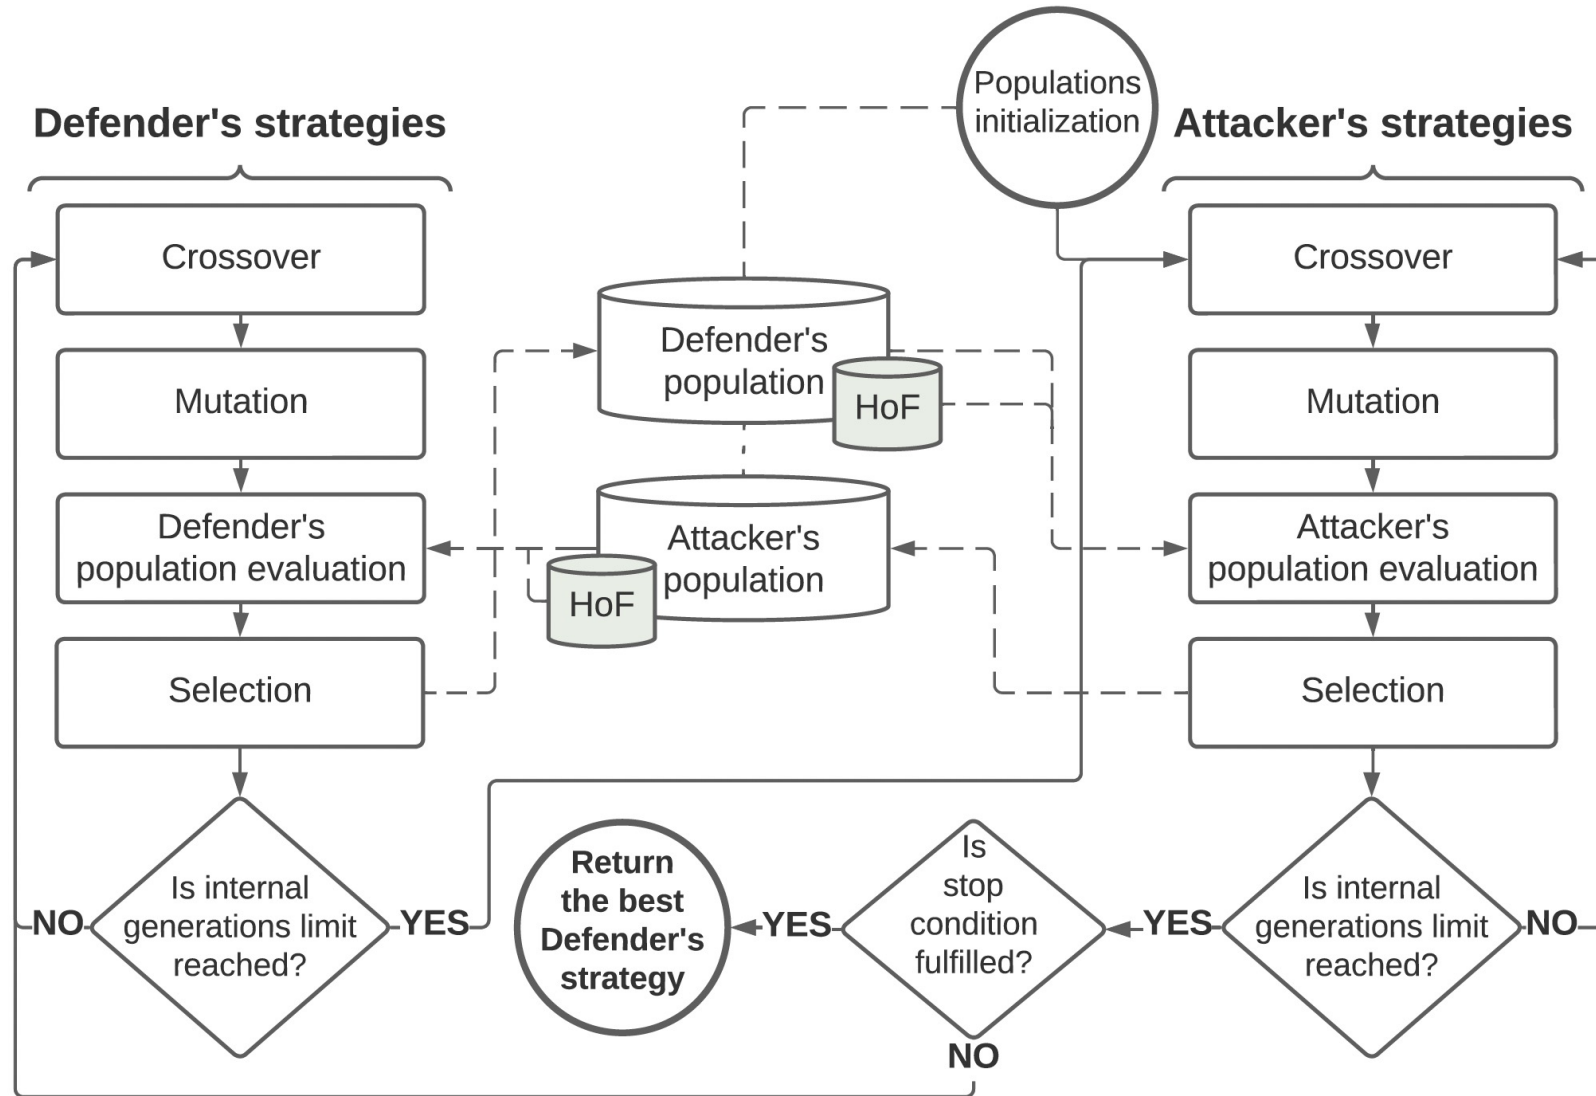 Defender's strategies
Crossover
Mutation
Defender's
population evaluation
Selection
Is internal
generations limit
reached?
NO
YES
Populations
initialization
Defender's
population
HoF
Attacker's
population
HoF
Attacker's strategies
Crossover
Mutation
Attacker's
population evaluation
Selection
Is internal
generations limit
reached?
NO
YES
Is
stop
condition
fulfilled?
YES
NO
Return
the best
Defender's
strategy